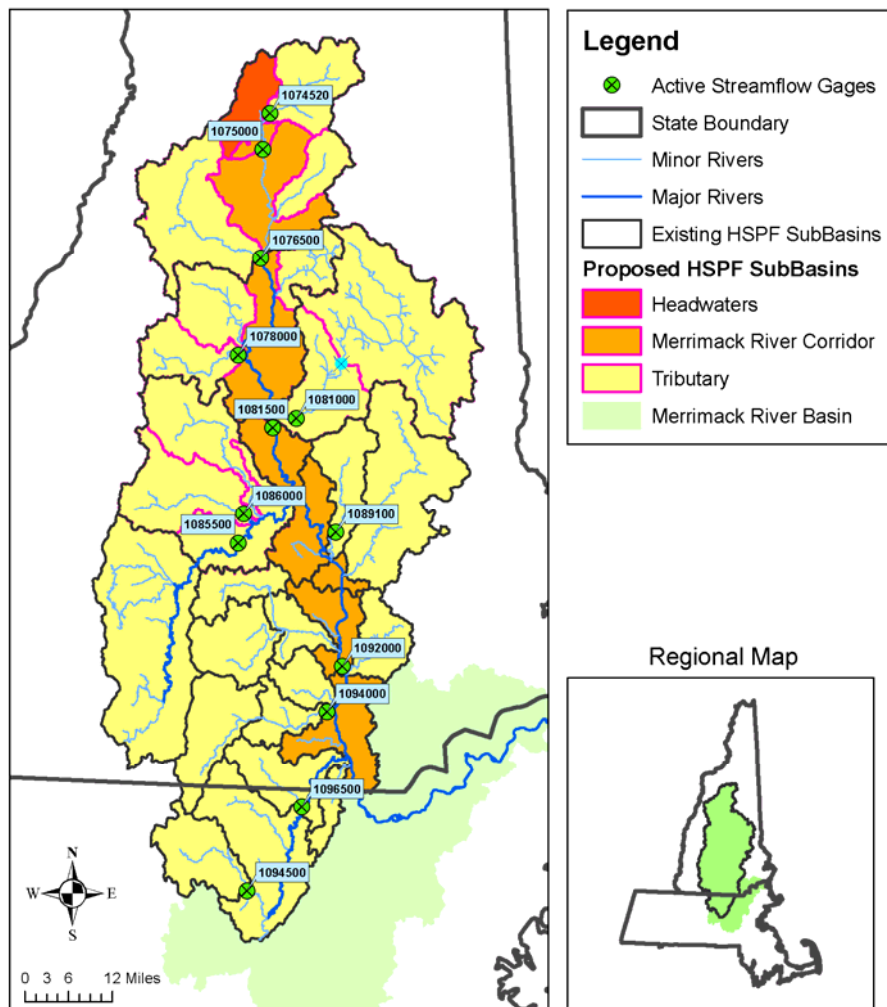 1074520
1075000
1076500
1078000
1081000
1081500
1086000
1089100
1085500
1092000
1094000
1096500
1094500
N
W E
S
0 3 6 12 Miles
Legend
Active Streamflow Gages
State Boundary
Minor Rivers
Major Rivers
Existing HSPF SubBasins
Proposed HSPF SubBasins
Headwaters
Merrimack River Corridor
Tributary
Merrimack River Basin
Regional Map